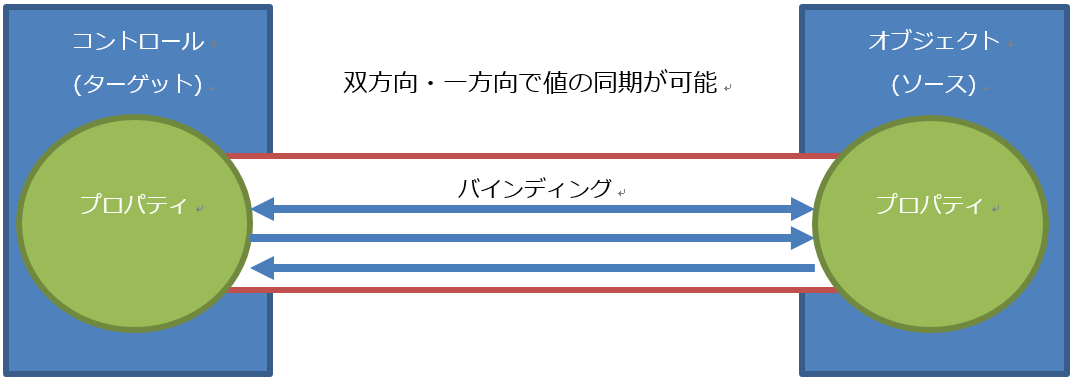 コントロール
(ターゲット)
双方向・一方向で値の同期が可能
オブジェクト
(ソース)
プロパティ
バインディング
プロパティ